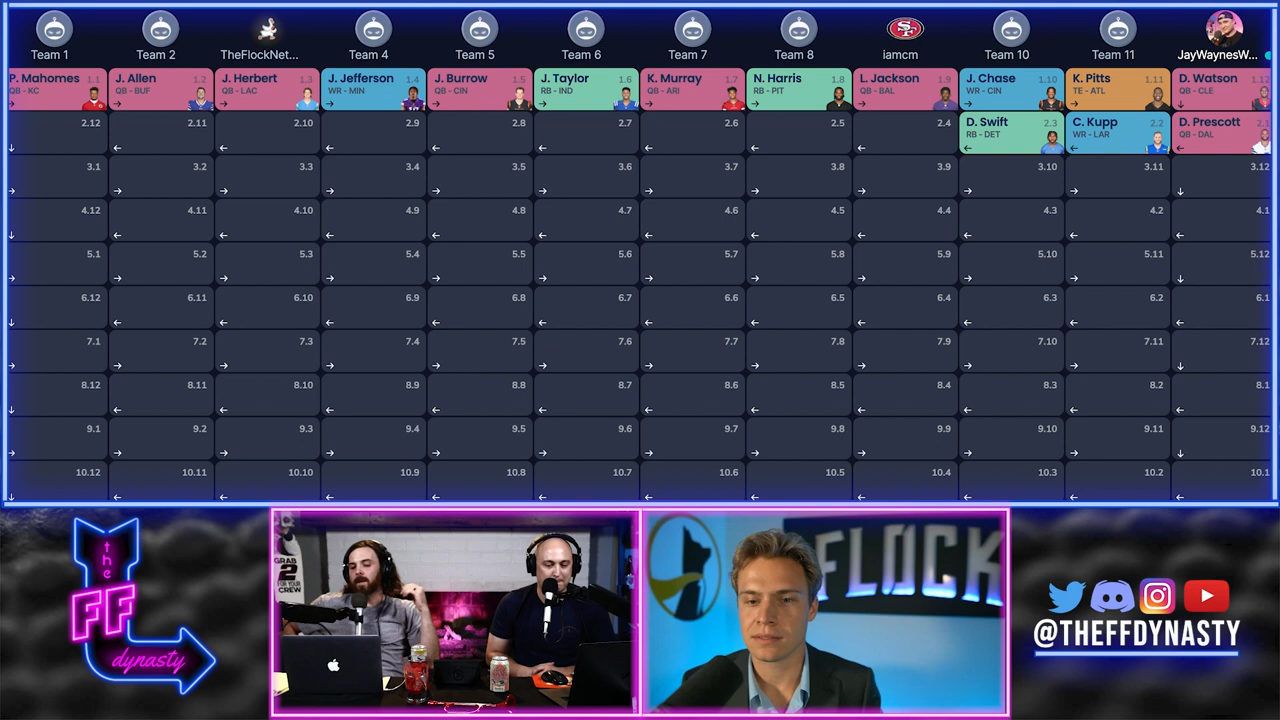 Team 1
Team 2
TheFlockNet...
Team 4
Team 5
Team 6
Team 7
Team 8
iamcm
Team 10
Team 11
JayWaynesW...
P. Mahomes 1.1
QB - KC
J. Allen 1.2
QB - BUF
J. Herbert 1.3
QB - LAC
J. Jefferson 1.4
WR - MIN
J. Burrow 1.5
QB - CIN
J. Taylor 1.6
RB - IND
K. Murray 1.7
QB - ARI
N. Harris 1.8
RB - PIT
L. Jackson 1.9
QB - BAL
J. Chase 1.10
WR - CIN
K. Pitts 1.11
TE - ATL
D. Watson 1.12
QB - CLE
2.12 2.11 2.10 2.9 2.8 2.7 2.6 2.5 2.4
D. Swift 2.3
RB - DET
C. Kupp 2.2
WR - LAR
D. Prescott 2.1
QB - DAL
3.1 3.2 3.3 3.4 3.5 3.6 3.7 3.8 3.9 3.10 3.11 3.12
4.12 4.11 4.10 4.9 4.8 4.7 4.6 4.5 4.4 4.3 4.2 4.1
5.1 5.2 5.3 5.4 5.5 5.6 5.7 5.8 5.9 5.10 5.11 5.12
6.12 6.11 6.10 6.9 6.8 6.7 6.6 6.5 6.4 6.3 6.2 6.1
7.1 7.2 7.3 7.4 7.5 7.6 7.7 7.8 7.9 7.10 7.11 7.12
8.12 8.11 8.10 8.9 8.8 8.7 8.6 8.5 8.4 8.3 8.2 8.1
9.1 9.2 9.3 9.4 9.5 9.6 9.7 9.8 9.9 9.10 9.11 9.12
10.12 10.11 10.10 10.9 10.8 10.7 10.6 10.5 10.4 10.3 10.2 10.1
the
FF
dynasty
GRAB
2
FOR YOUR
CREW
FLOCK
@THEFFDYNASTY